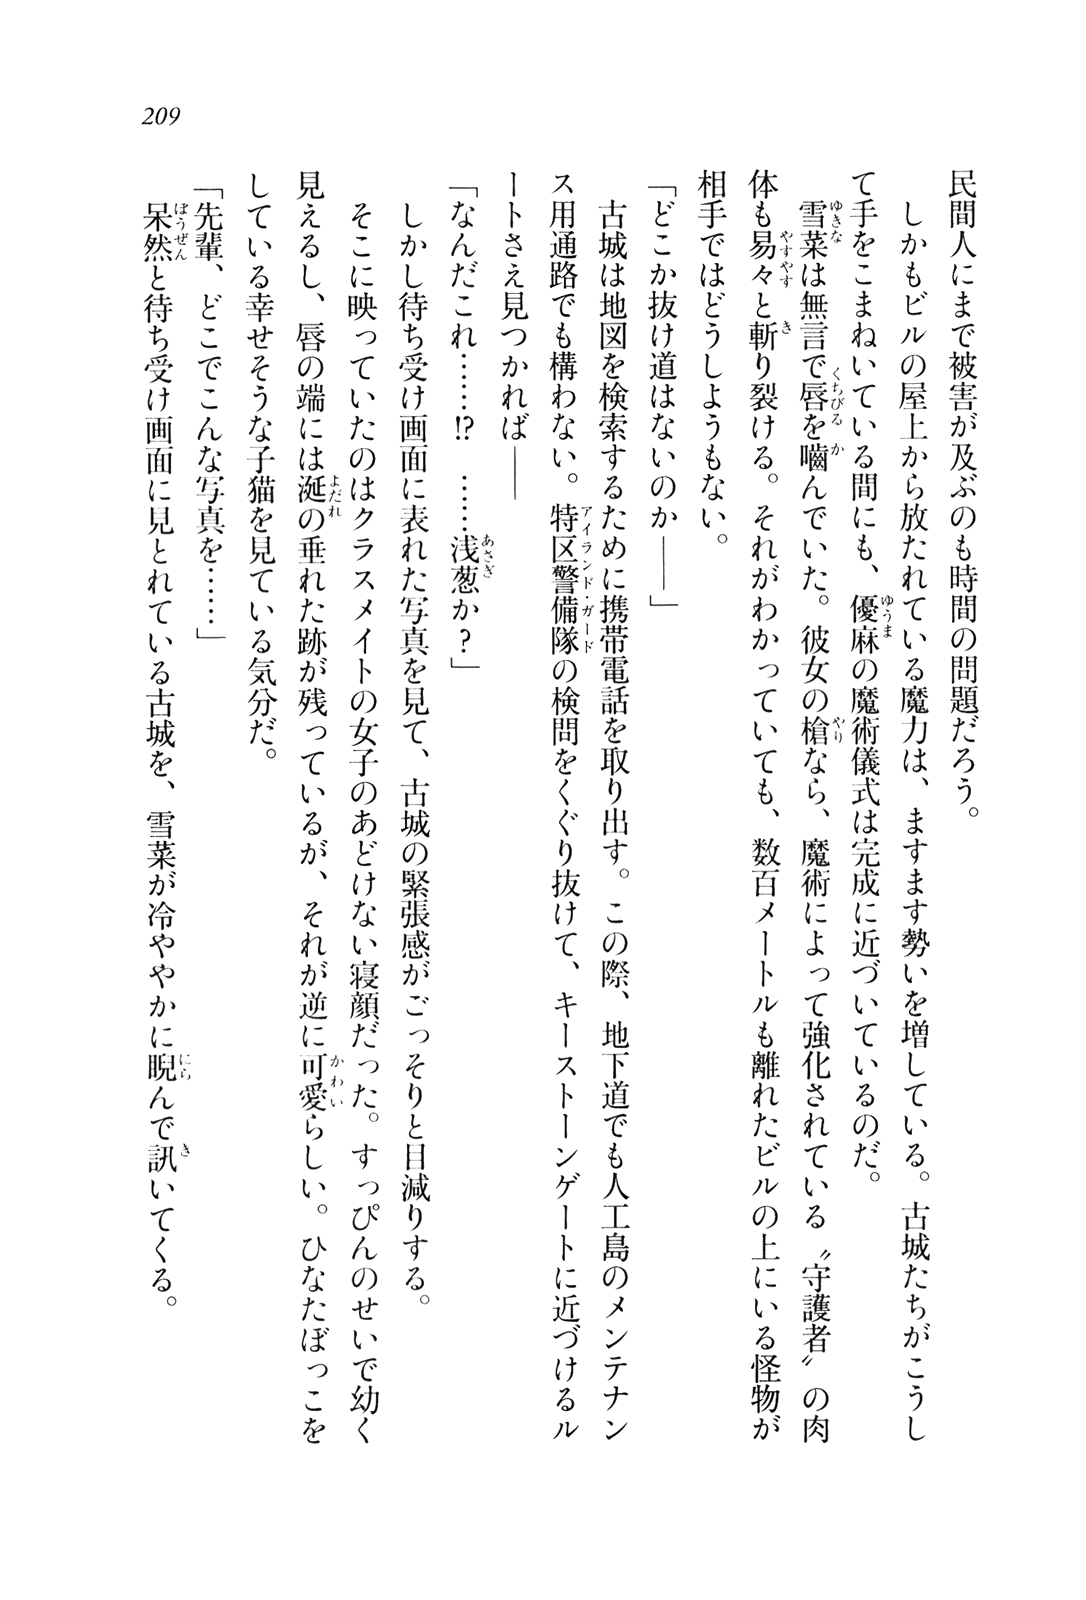 209
民間人にまで被害が及ぶのも時間の問題だろう。
しかもビルの屋上から放たれている魔力は、ますます勢いを増している。古城たちがこうし
て手をこまねいている間にも、優麻の魔術儀式は完成に近づいているのだ。
雪菜は無言で唇を嚙んでいた。彼女の槍なら、魔術によって強化されている〝守護者〟の肉
体も易々と斬り裂ける。それがわかっていても、数百メートルも離れたビルの上にいる怪物が
相手ではどうしようもない。
「どこか抜け道はないのか――」
古城は地図を検索するために携帯電話を取り出す。この際、地下道でも人工島のメンテナン
ス用通路でも構わない。特区警備隊の検問をくぐり抜けて、キーストーンゲートに近づけるル
ートさえ見つかれば――
「なんだこれ……!?　……浅葱か？」
しかし待ち受け画面に表れた写真を見て、古城の緊張感がごっそりと目減りする。
そこに映っていたのはクラスメイトの女子のあどけない寝顔だった。すっぴんのせいで幼く
見えるし、唇の端には涎の垂れた跡が残っているが、それが逆に可愛らしい。ひなたぼっこを
している幸せそうな子猫を見ている気分だ。
「先輩、どこでこんな写真を……」
呆然と待ち受け画面に見とれている古城を、雪菜が冷ややかに睨んで訊いてくる。